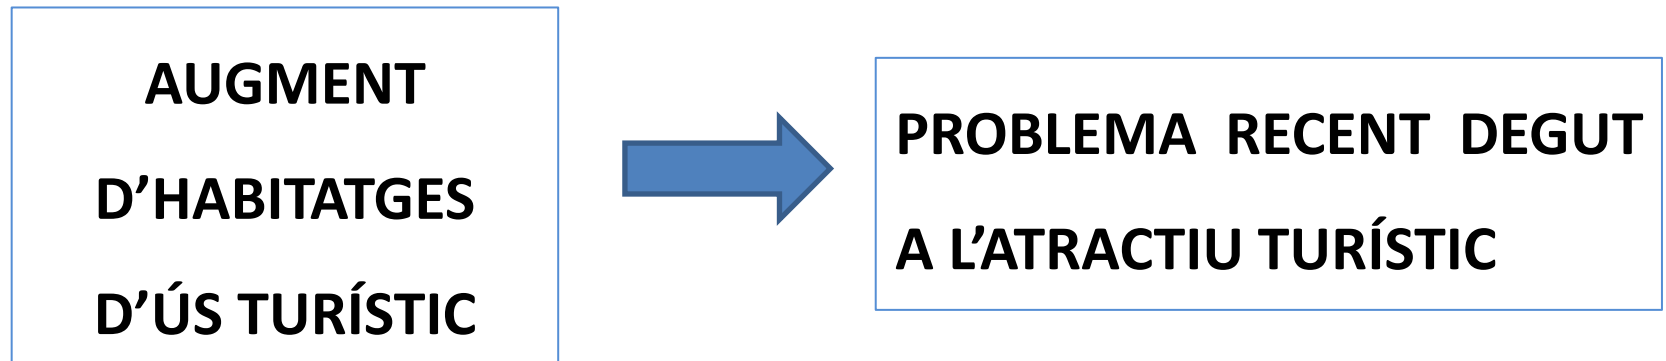 AUGMENT
D’HABITATGES
D’ÚS TURÍSTIC
PROBLEMA RECENT DEGUT
A L’ATRACTIU TURÍSTIC